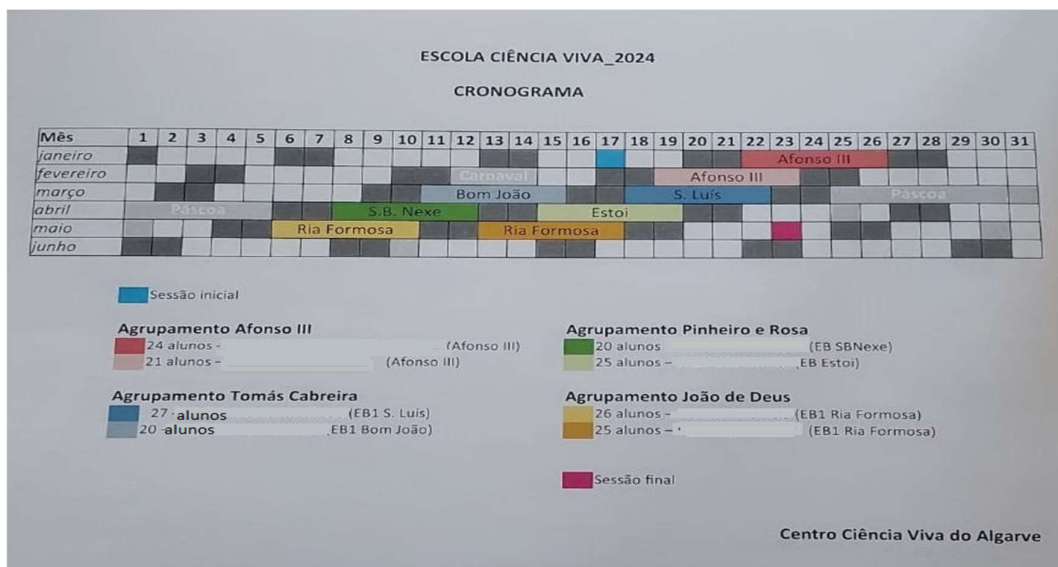 ESCOLA CIÊNCIA VIVA_2024
CRONOGRAMA
Mês 1 2 3 4 5 6 7 8 9 10 11 12 13 14 15 16 17 18 19 20 21 22 23 24 25 26 27 28 29 30 31
janeiro Afonso III
fevereiro Carnaval Afonso III
março Bom João S. Luís Páscoa
abril Páscoa S.B. Nexe Estoi
maio Ria Formosa Ria Formosa
junho
Sessão inicial
Agrupamento Afonso III
24 alunos - (Afonso III)
21 alunos – (Afonso III)
Agrupamento Tomás Cabreira
27 -alunos (EB1 S. Luís)
20 -alunos EB1 Bom João)
Agrupamento Pinheiro e Rosa
20 alunos (EB SBNexe)
25 alunos – EB Estoi)
Agrupamento João de Deus
26 alunos – (EB1 Ria Formosa)
25 alunos – (EB1 Ria Formosa)
Sessão final
Centro Ciência Viva do Algarve